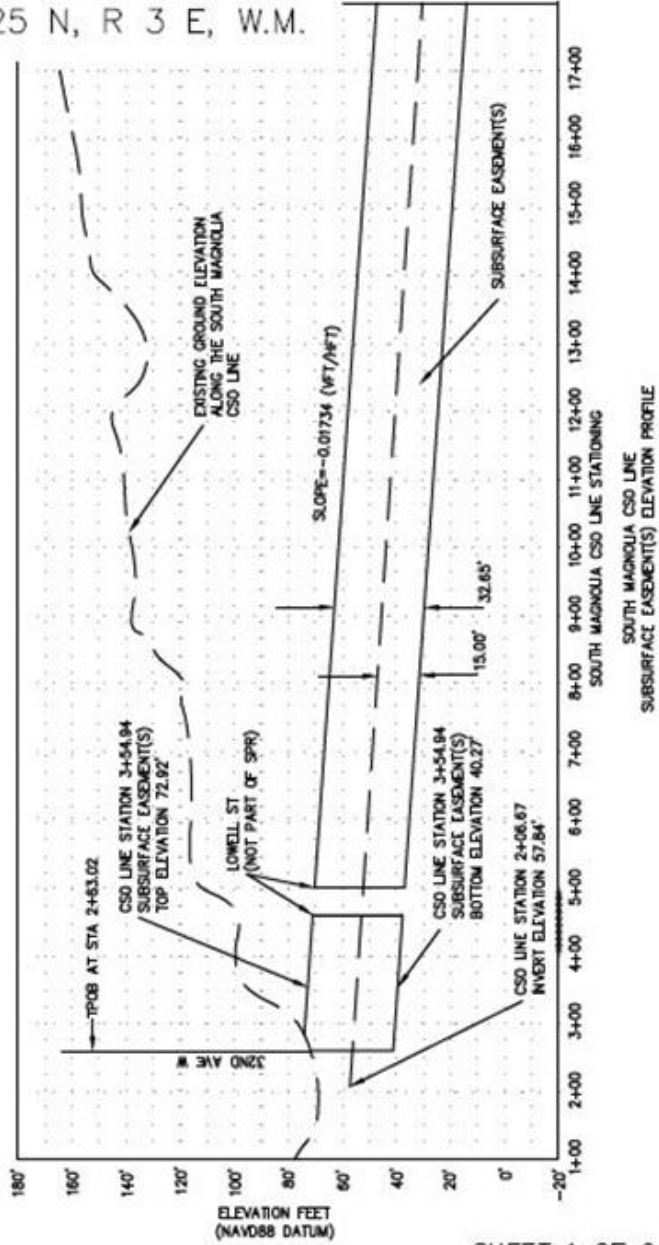 25 N, R 3 E, W.M.
180'
160'
140'
120'
100'
80'
60'
40'
20'
0'
-20'
ELEVATION FEET
(NAVD88 DATUM)
TPOB AT STA 2+63.02
32ND AVE W
CSO LINE STATION 3+54.94
SUBSURFACE EASEMENT(S)
TOP ELEVATION 72.92'
LOWELL ST
(NOT PART OF SPR)
EXISTING GROUND ELEVATION
ALONG THE SOUTH MAGNOLIA
CSO LINE
SLOPE=-0.01734 (VFT/HFT)
SUBSURFACE EASEMENT(S)
32.65'
15.00'
CSO LINE STATION 3+54.94
SUBSURFACE EASEMENT(S)
BOTTOM ELEVATION 40.27'
CSO LINE STATION 2+06.67
INVERT ELEVATION 57.84'
1+00
2+00
3+00
4+00
5+00
6+00
7+00
8+00
9+00
10+00
11+00
12+00
13+00
14+00
15+00
16+00
17+00
SOUTH MAGNOLIA CSO LINE STATIONING
SOUTH MAGNOLIA CSO LINE
SUBSURFACE EASEMENT(S) ELEVATION PROFILE